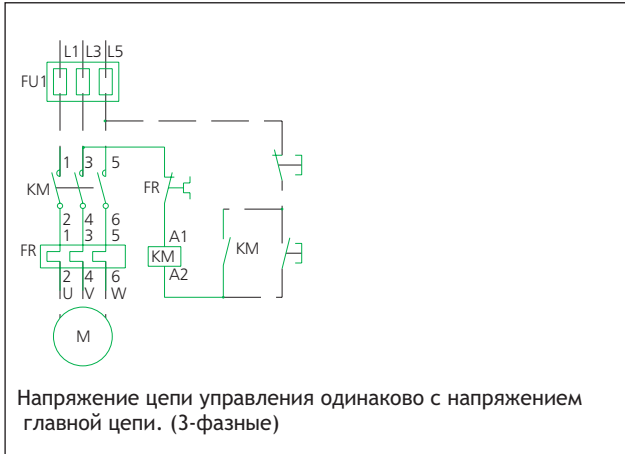 L1 L3 L5
FU1
1 3 5
KM
FR
2 4 6
1 3 5
A1
FR
KM
KM
2 4 6
A2
U V W
M
Напряжение цепи управления одинаково с напряжением
главной цепи. (3-фазные)